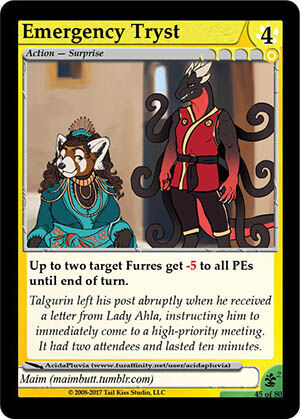 Emergency Tryst 4
Action — Surprise
Up to two target Furres get -5 to all PEs
until end of turn.
Talgurin left his post abruptly when he received
a letter from Lady Ahla, instructing him to
immediately come to a high-priority meeting.
It had two attendees and lasted ten minutes.
AcidaPluvia (www.furaffinity.net/user/acidapluvia)
Maim (maimbutt.tumblr.com)
©2008-2017 Tail Kiss Studio, LLC
45 of 80